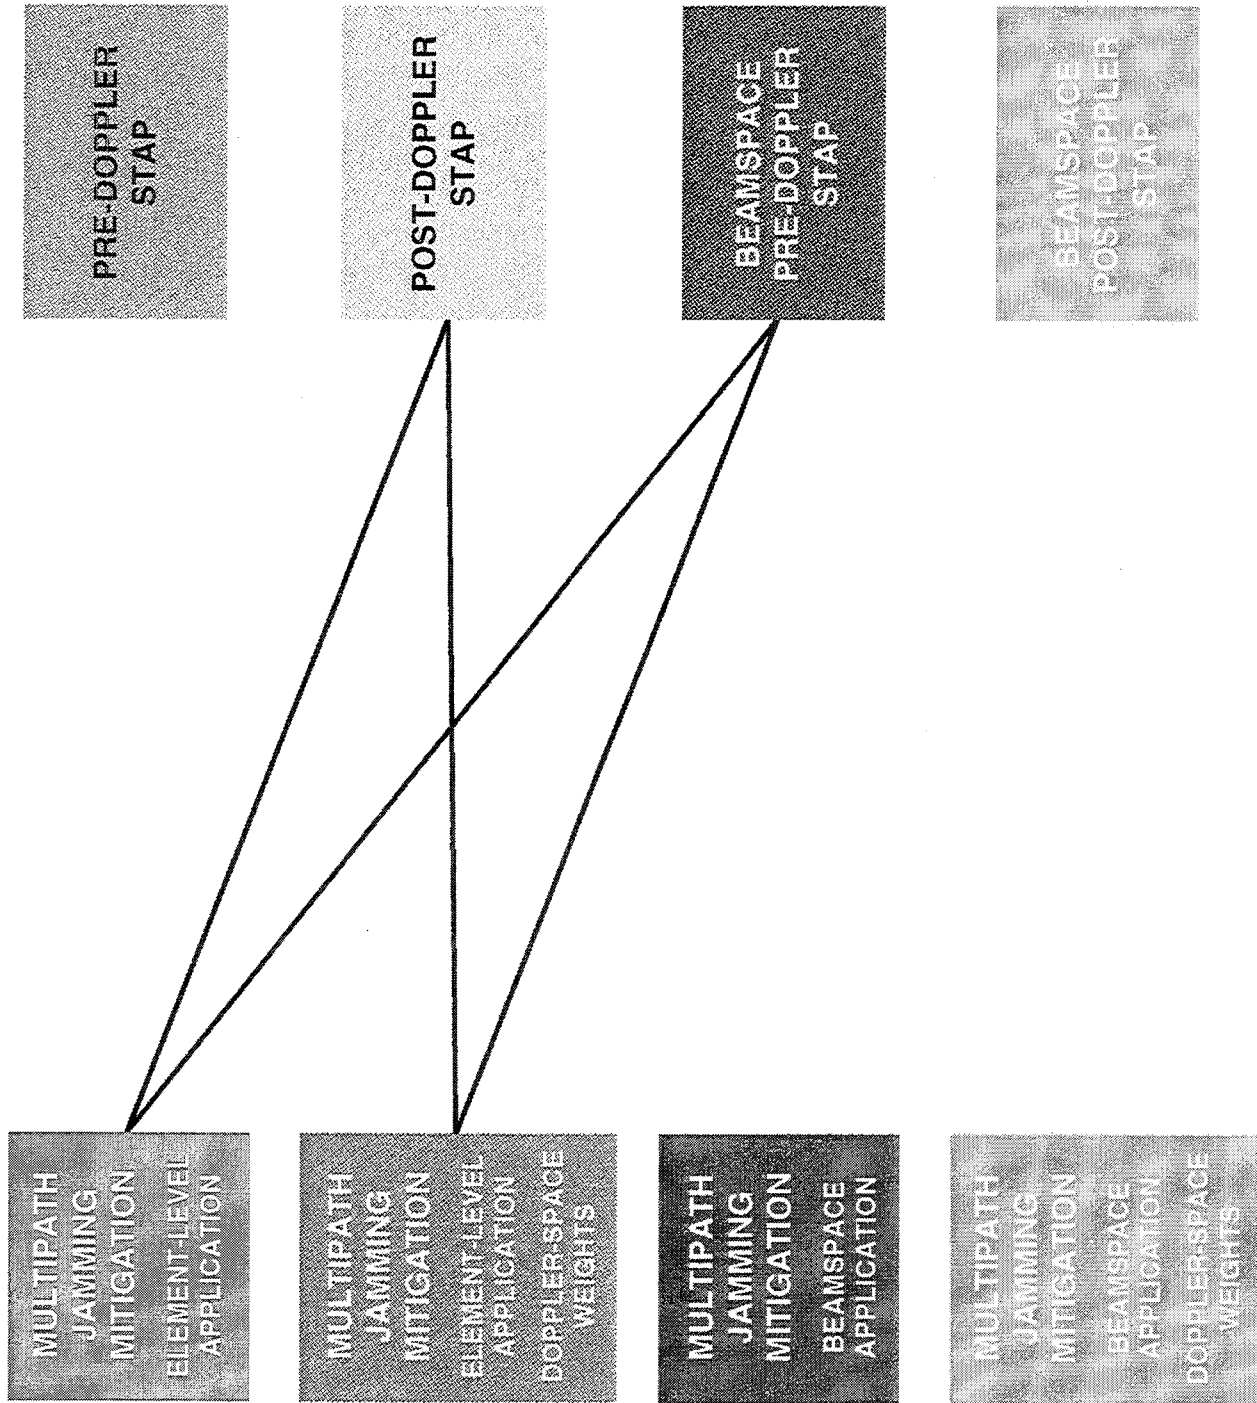 MULTIPATH
JAMMING
MITIGATION
ELEMENT-LEVEL
APPLICATION
MULTIPATH
JAMMING
MITIGATION
ELEMENT-LEVEL
APPLICATION
DOPPLER-SPACE
WEIGHTS
MULTIPATH
JAMMING
MITIGATION
BEAMSPACE
APPLICATION
MULTIPATH
JAMMING
MITIGATION
BEAMSPACE
APPLICATION
DOPPLER-SPACE
WEIGHTS
PRE-DOPPLER
STAP
POST-DOPPLER
STAP
BEAMSPACE
PRE-DOPPLER
STAP
BEAMSPACE
POST-DOPPLER
STAP